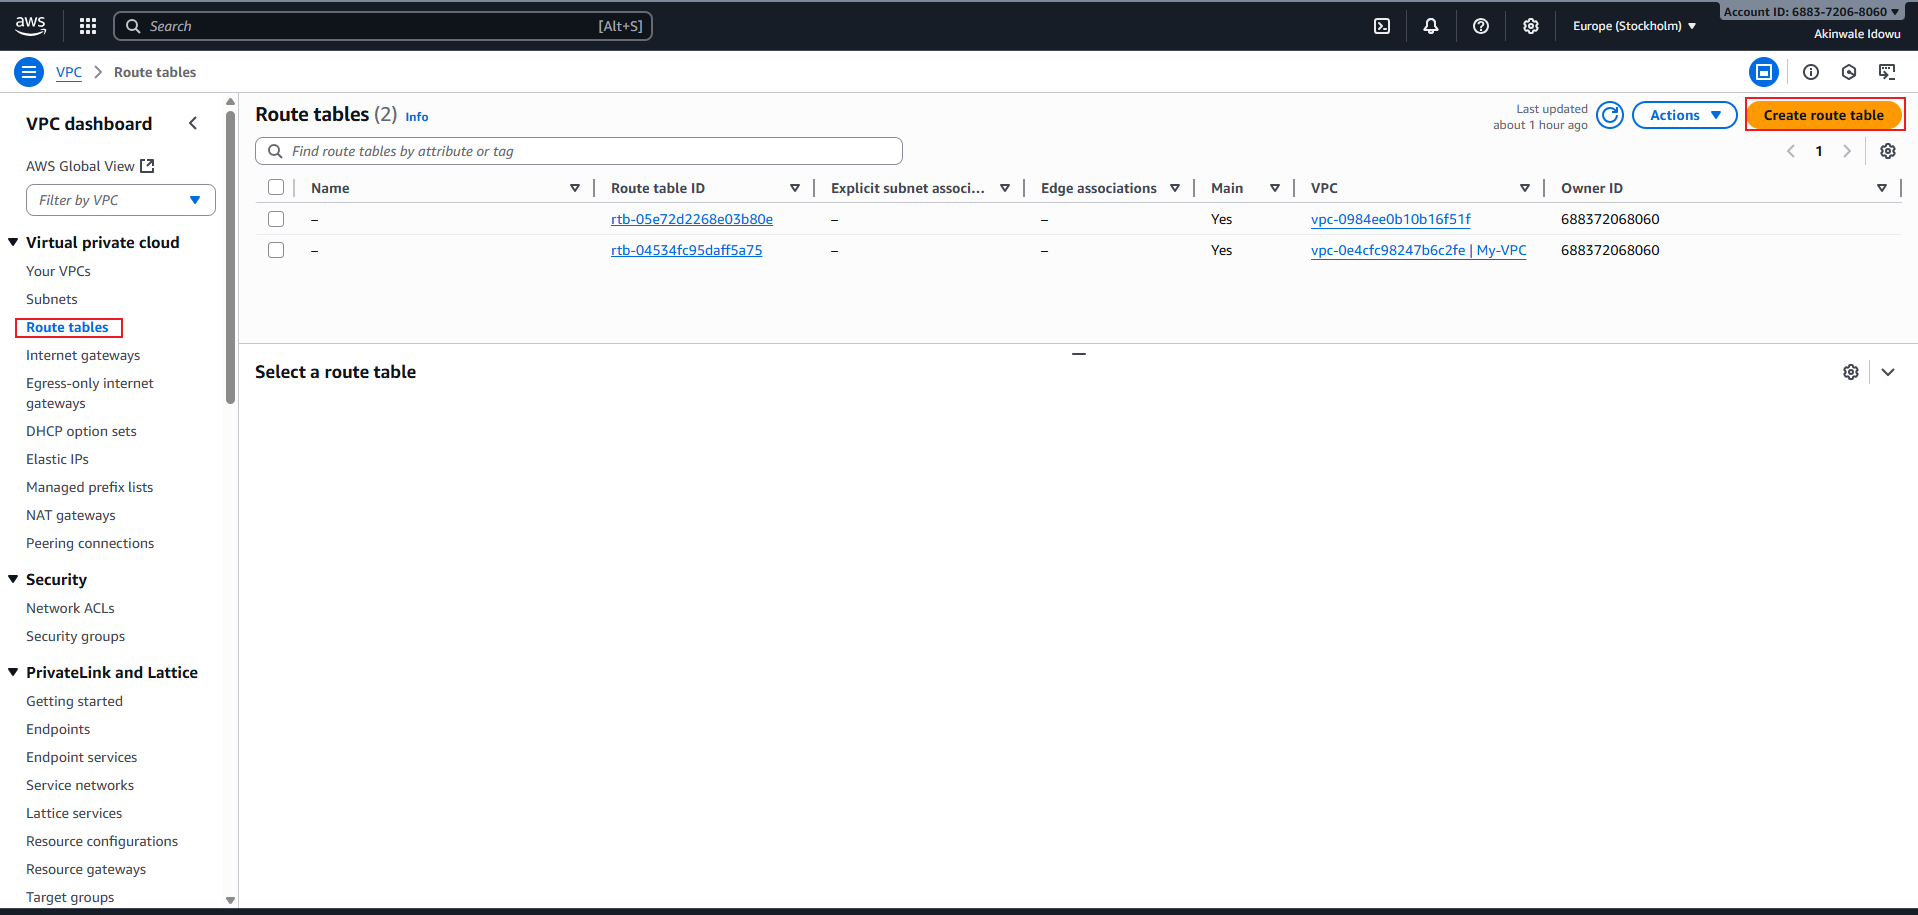 aws
Search [Alt+S]
Europe (Stockholm)
Account ID: 6883-7206-8060
Akinwale Idowu
VPC Route tables
VPC dashboard
AWS Global View
Filter by VPC
Virtual private cloud
Your VPCs
Subnets
Route tables
Internet gateways
Egress-only internet
gateways
DHCP option sets
Elastic IPs
Managed prefix lists
NAT gateways
Peering connections
Security
Network ACLs
Security groups
PrivateLink and Lattice
Getting started
Endpoints
Endpoint services
Service networks
Lattice services
Resource configurations
Resource gateways
Target groups
Route tables (2) Info
Last updated
about 1 hour ago
Actions
Create route table
Find route tables by attribute or tag
1
Name Route table ID Explicit subnet associ... Edge associations Main VPC Owner ID
– rtb-05e72d2268e03b80e – – Yes vpc-0984ee0b10b16f51f 688372068060
– rtb-04534fc95daff5a75 – – Yes vpc-0e4cfc98247b6c2fe | My-VPC 688372068060
Select a route table